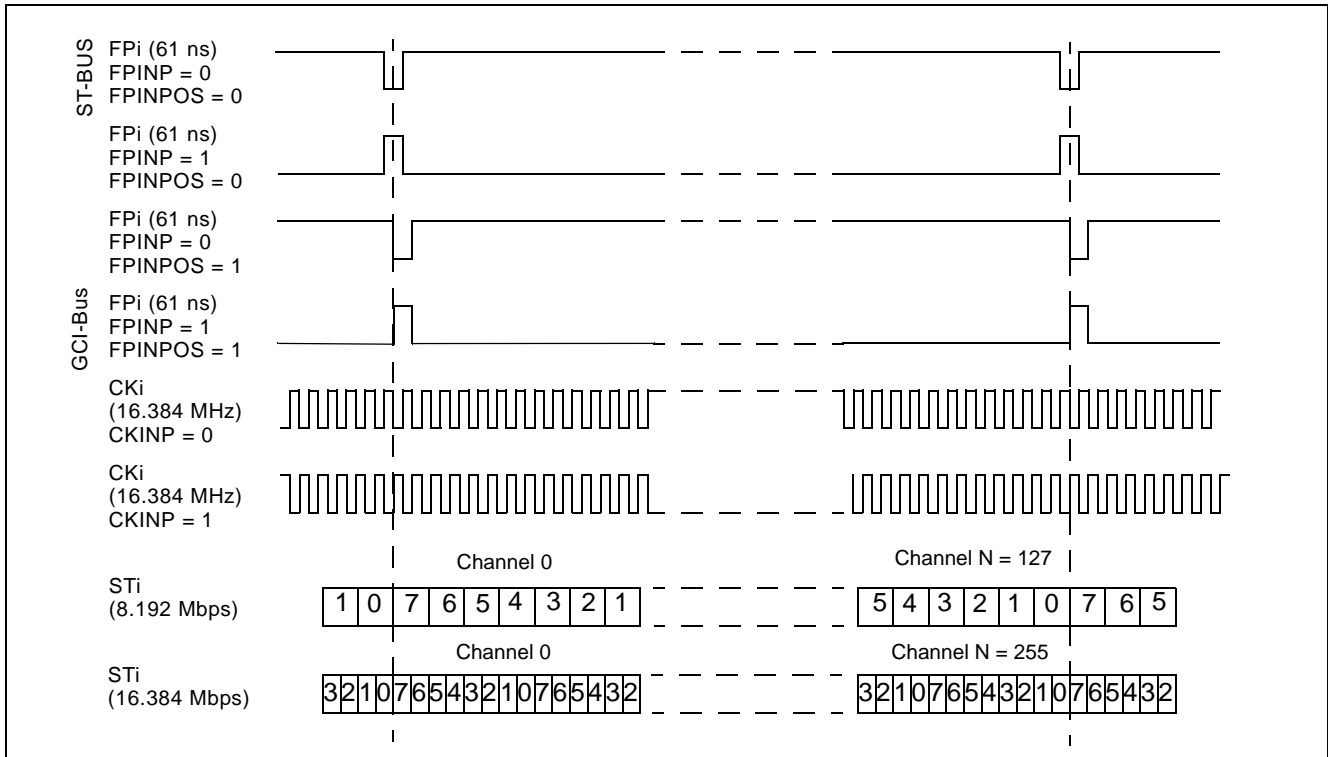 ST-BUS
FPi (61 ns)
FPINP = 0
FPINPOS = 0
FPi (61 ns)
FPINP = 1
FPINPOS = 0
FPi (61 ns)
FPINP = 0
FPINPOS = 1
GCI-Bus
FPi (61 ns)
FPINP = 1
FPINPOS = 1
CKi
(16.384 MHz)
CKINP = 0
CKi
(16.384 MHz)
CKINP = 1
Channel 0
Channel N = 127
STi
(8.192 Mbps)
1 0 7 6 5 4 3 2 1
5 4 3 2 1 0 7 6 5
Channel 0
Channel N = 255
STi
(16.384 Mbps)
3 2 1 0 7 6 5 4 3 2 1 0 7 6 5 4 3 2
3 2 1 0 7 6 5 4 3 2 1 0 7 6 5 4 3 2